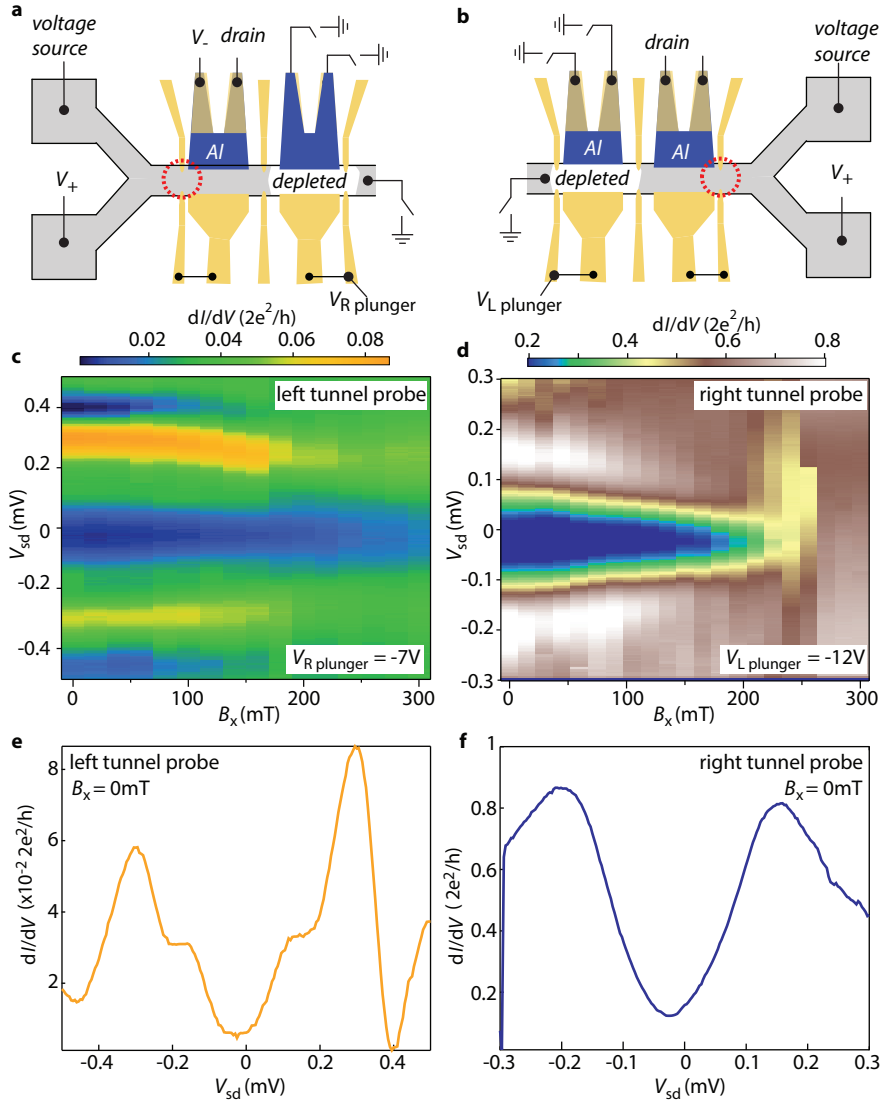 a
voltage
source
V- drain
Al
depleted
V+
VR plunger
b
drain
voltage
source
Al
Al
depleted
V+
VL plunger
dI/dV (2e²/h)
0.02 0.04 0.06 0.08
c
left tunnel probe
0.4
0.2
0
-0.2
-0.4
Vsd (mV)
VR plunger = -7V
0 100 200 300
Bx (mT)
dI/dV (2e²/h)
0.2 0.4 0.6 0.8
d
right tunnel probe
0.3
0.2
0.1
0
-0.1
-0.2
-0.3
Vsd (mV)
VL plunger = -12V
0 50 100 150 200 250 300
Bx (mT)
e
left tunnel probe
Bx = 0mT
8
6
4
2
dI/dV (x10⁻² 2e²/h)
-0.4 -0.2 0 0.2 0.4
Vsd (mV)
f
right tunnel probe
Bx = 0mT
1
0.8
0.6
0.4
0.2
dI/dV ( 2e²/h)
-0.3 -0.2 -0.1 0 0.1 0.2 0.3
Vsd (mV)